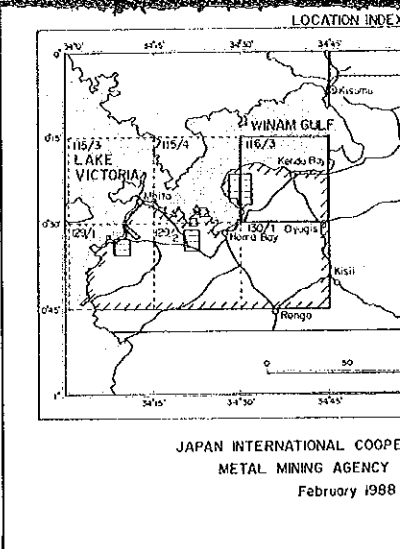 LOCATION INDEX
34°0' 34°15' 34°30' 34°45'
0°
Kisumu
0°15'
115/3 115/4 116/3
WINAM GULF
LAKE
VICTORIA
Kendu Bay
Mbita
0°30'
129/1 129/2 130/1 Oyugis
Homa Bay
Kisii
0°45'
Rongo
0 50
1°
34°15' 34°30' 34°45'
JAPAN INTERNATIONAL COOPE
METAL MINING AGENCY
February 1988